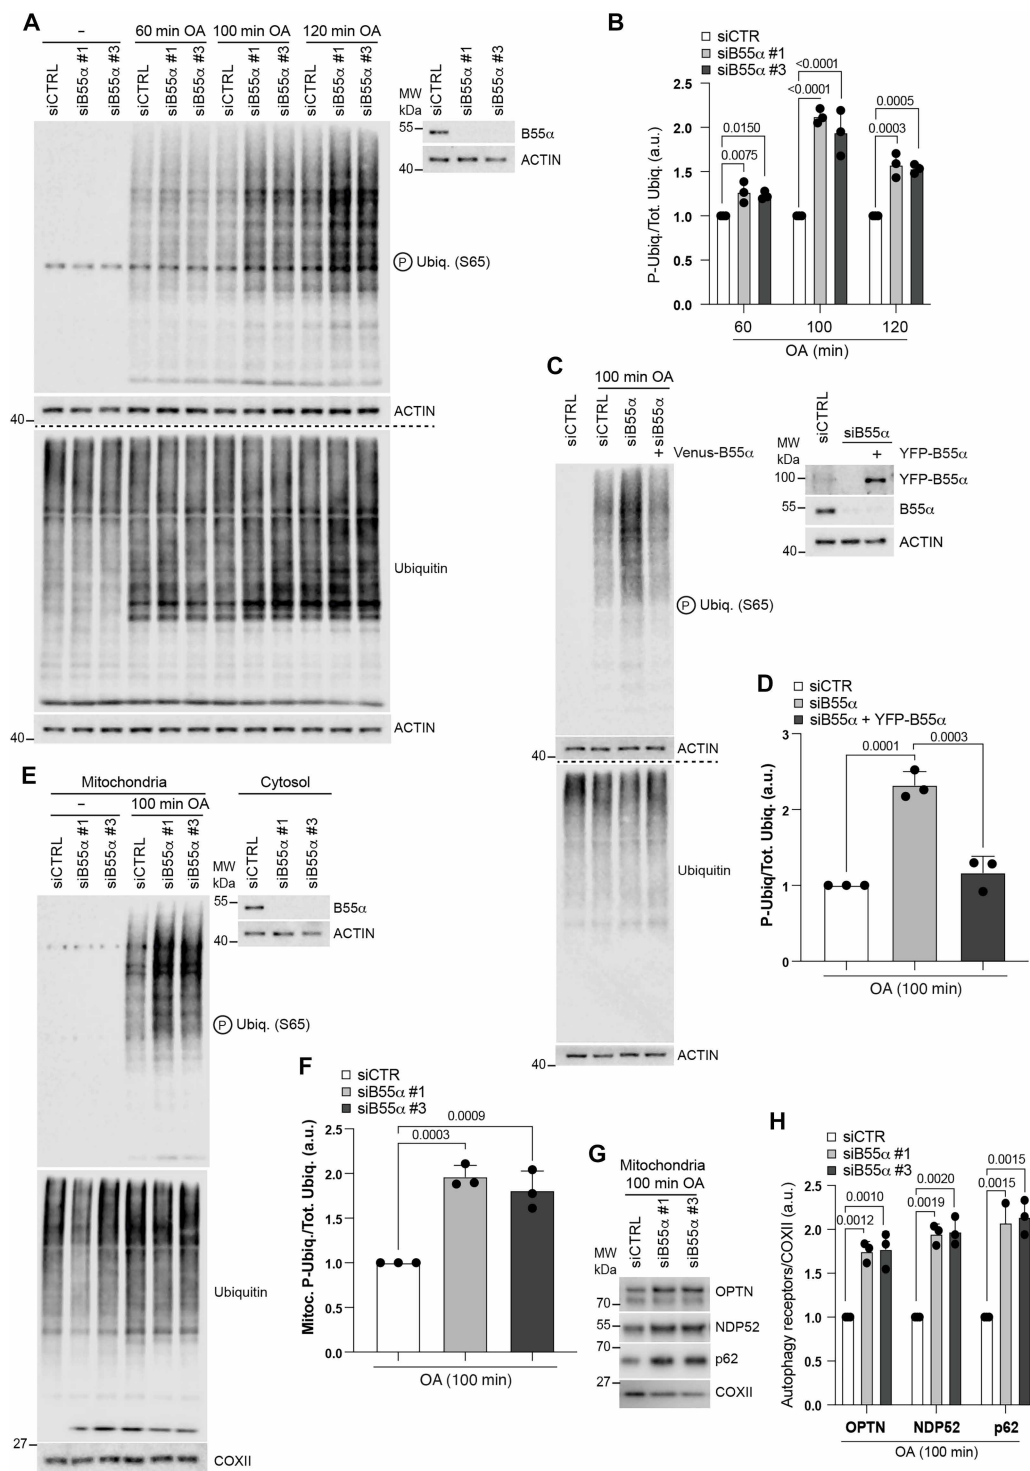 A
–
60 min OA
100 min OA
120 min OA
siCTRL
siB55α #1
siB55α #3
siCTRL
siB55α #1
siB55α #3
siCTRL
siB55α #1
siB55α #3
siCTRL
siB55α #1
siB55α #3
MW
kDa
siCTRL
siB55α #1
siB55α #3
55
40
B55α
ACTIN
P Ubiq. (S65)
40
ACTIN
Ubiquitin
40
ACTIN
B
siCTR
siB55α #1
siB55α #3
P-Ubiq./Tot. Ubiq. (a.u.)
2.5
2.0
1.5
1.0
0.5
0.0
0.0150
0.0075
<0.0001
<0.0001
0.0005
0.0003
60
100
120
OA (min)
C
100 min OA
siCTRL
siCTRL
siB55α
siB55α
+
Venus-B55α
P Ubiq. (S65)
40
ACTIN
Ubiquitin
40
ACTIN
siCTRL
siB55α
MW
kDa
+
YFP-B55α
100
YFP-B55α
55
B55α
40
ACTIN
D
siCTR
siB55α
siB55α + YFP-B55α
P-Ubiq/Tot. Ubiq. (a.u.)
3
2
1
0
0.0001
0.0003
OA (100 min)
E
Mitochondria
Cytosol
–
100 min OA
siCTRL
siB55α #1
siB55α #3
siCTRL
siB55α #1
siB55α #3
MW
kDa
siCTRL
siB55α #1
siB55α #3
55
40
B55α
ACTIN
P Ubiq. (S65)
Ubiquitin
27
COXII
F
siCTR
siB55α #1
siB55α #3
Mitoc. P-Ubiq./Tot. Ubiq. (a.u.)
2.5
2.0
1.5
1.0
0.5
0.0
0.0009
0.0003
OA (100 min)
G
Mitochondria
100 min OA
siCTRL
siB55α #1
siB55α #3
MW
kDa
70
OPTN
55
NDP52
70
p62
27
COXII
H
siCTR
siB55α #1
siB55α #3
Autophagy receptors/COXII (a.u.)
2.5
2.0
1.5
1.0
0.5
0.0
0.0010
0.0012
0.0020
0.0019
0.0015
0.0015
OPTN
NDP52
p62
OA (100 min)